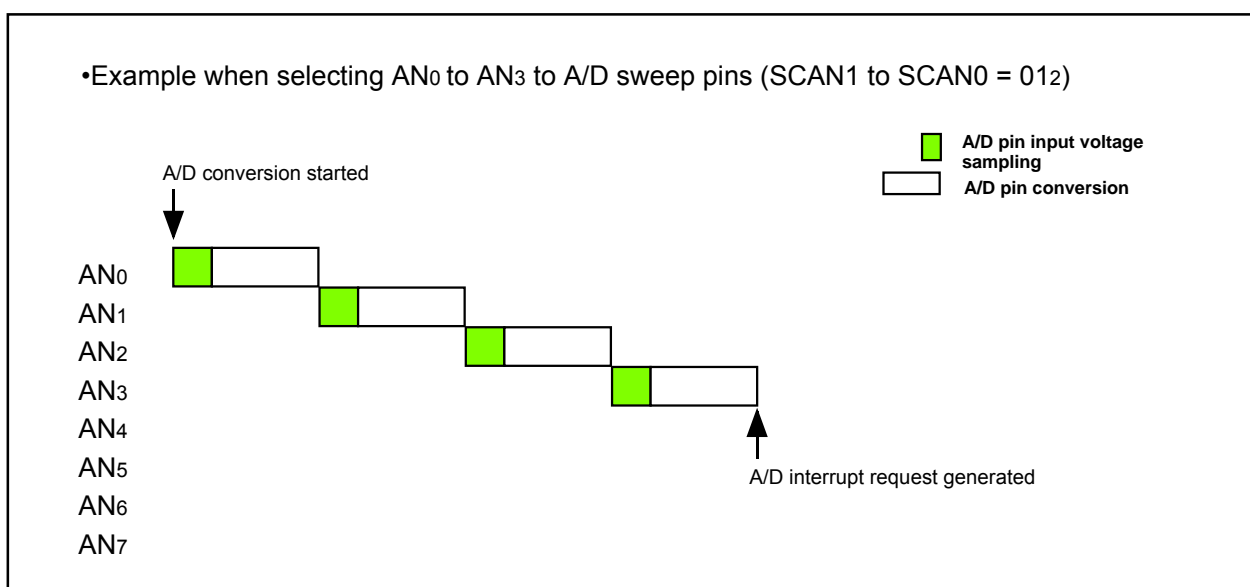 •Example when selecting AN0 to AN3 to A/D sweep pins (SCAN1 to SCAN0 = 012)
A/D pin input voltage
sampling
A/D pin conversion
A/D conversion started
AN0
AN1
AN2
AN3
AN4
AN5
AN6
AN7
A/D interrupt request generated